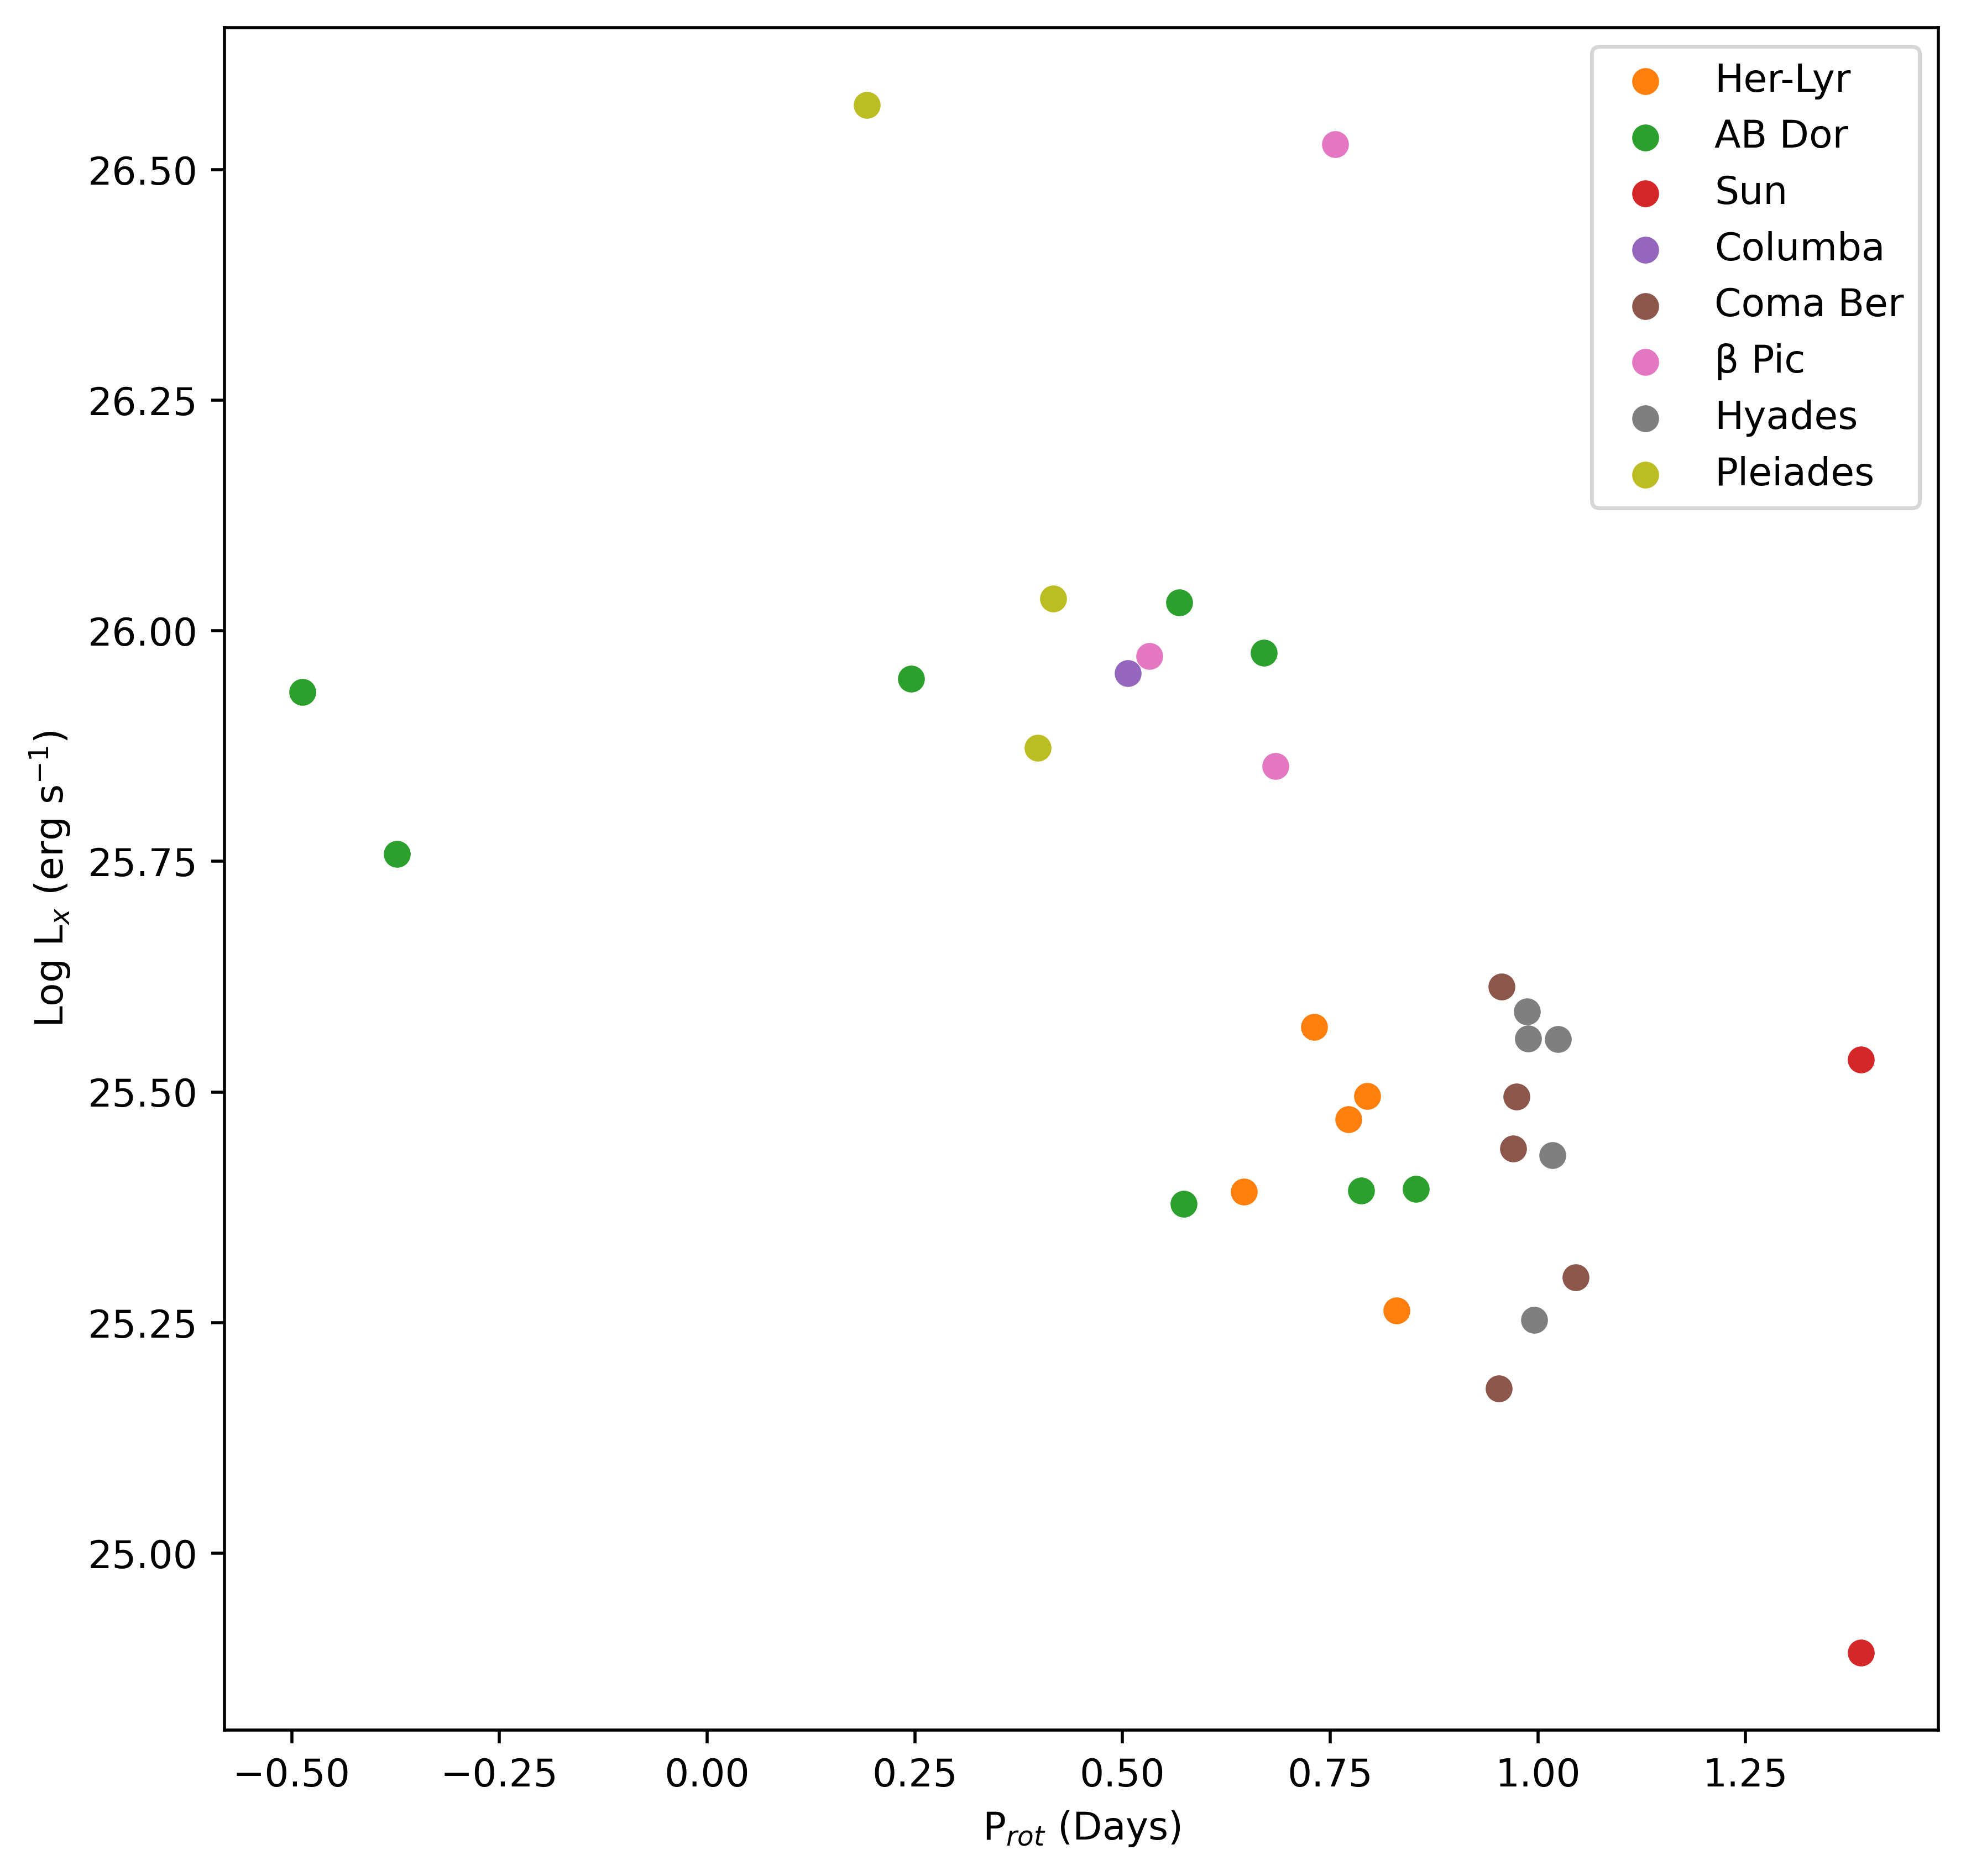 Her-Lyr
AB Dor
Sun
Columba
Coma Ber
β Pic
Hyades
Pleiades
26.50
26.25
26.00
25.75
25.50
25.25
25.00
Log Lₓ (erg s⁻¹)
−0.50 −0.25 0.00 0.25 0.50 0.75 1.00 1.25
P_rot (Days)